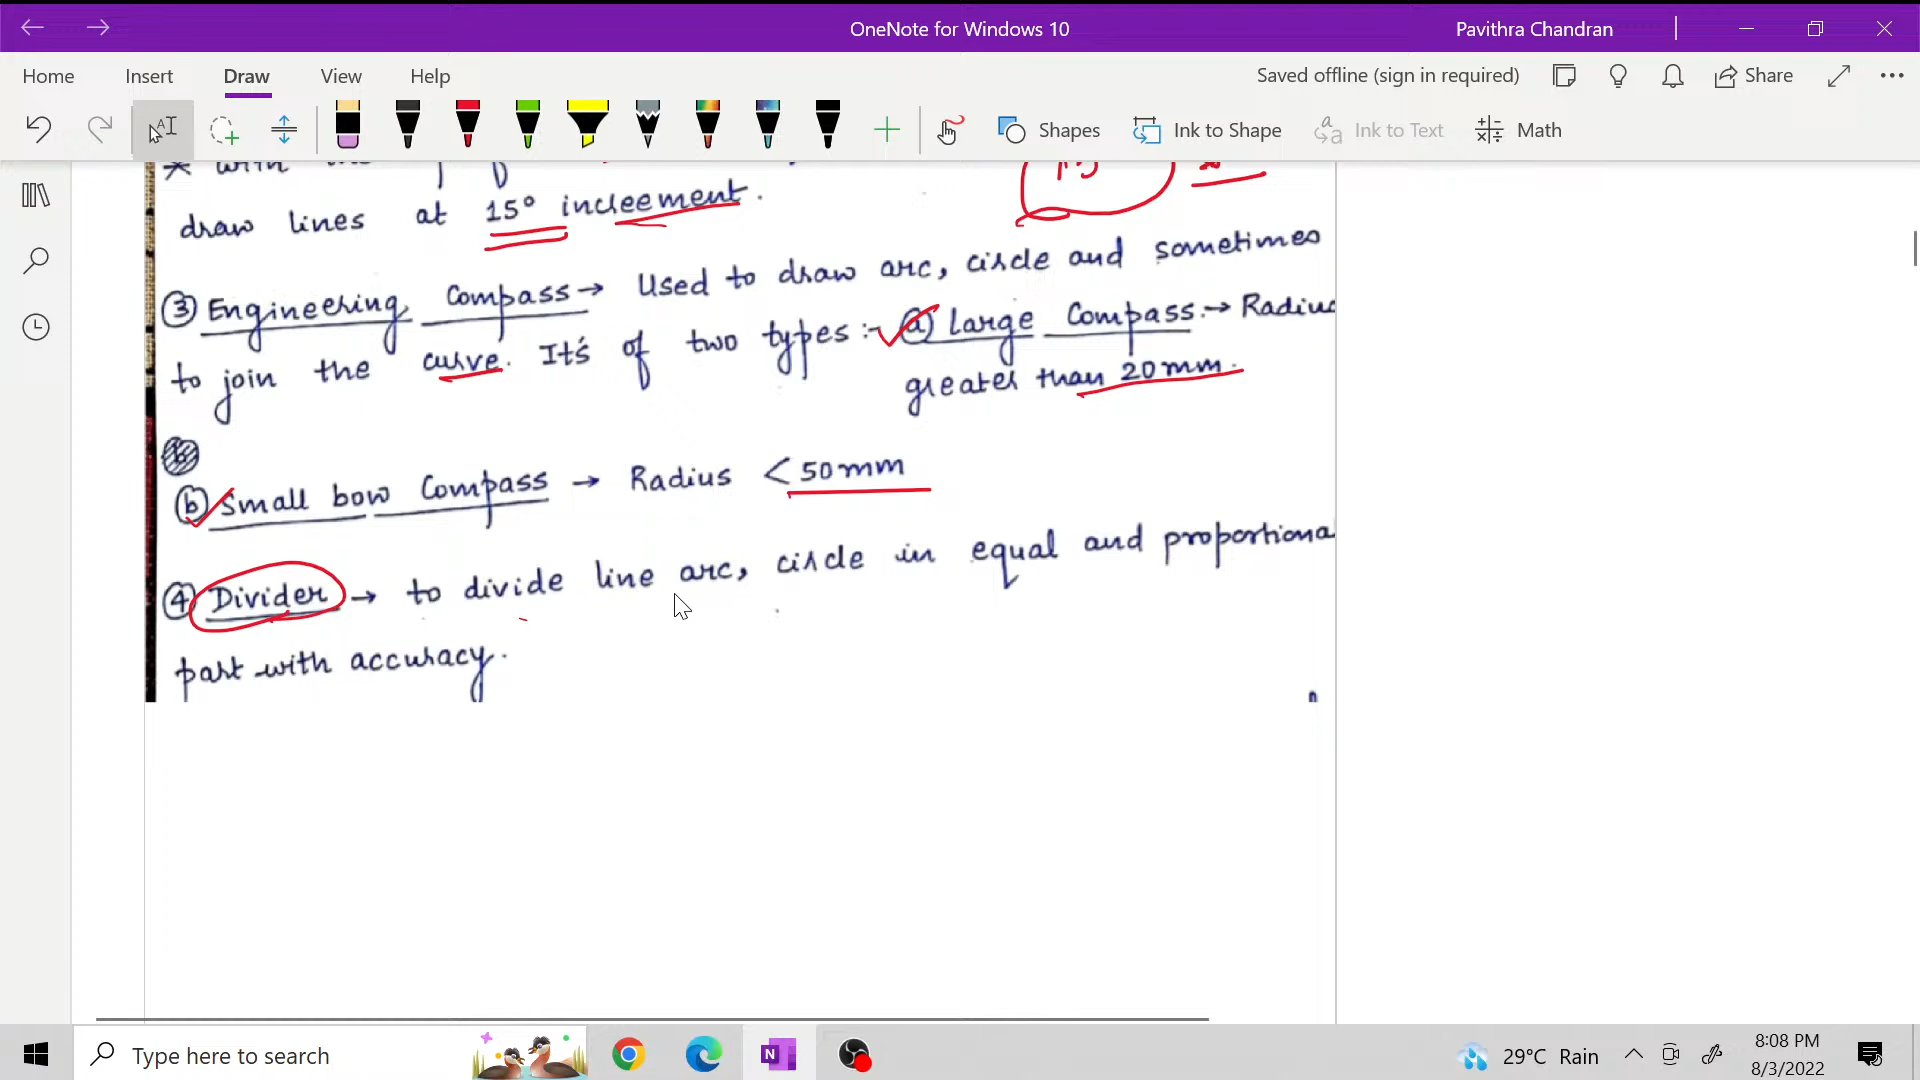 OneNote for Windows 10
Pavithra Chandran
Home Insert Draw View Help
Saved offline (sign in required)
Share
Shapes Ink to Shape Ink to Text Math
* with
draw lines at 15° increement.
③ Engineering Compass → Used to draw arc, circle and sometimes
to join the curve. It's of two types :- ⓐ Large Compass → Radius
greater than 20mm.
b
ⓑ Small bow Compass → Radius < 50mm
④ Divider → to divide line arc, circle in equal and proportiona
part with accuracy.
Type here to search
29°C Rain
8:08 PM
8/3/2022